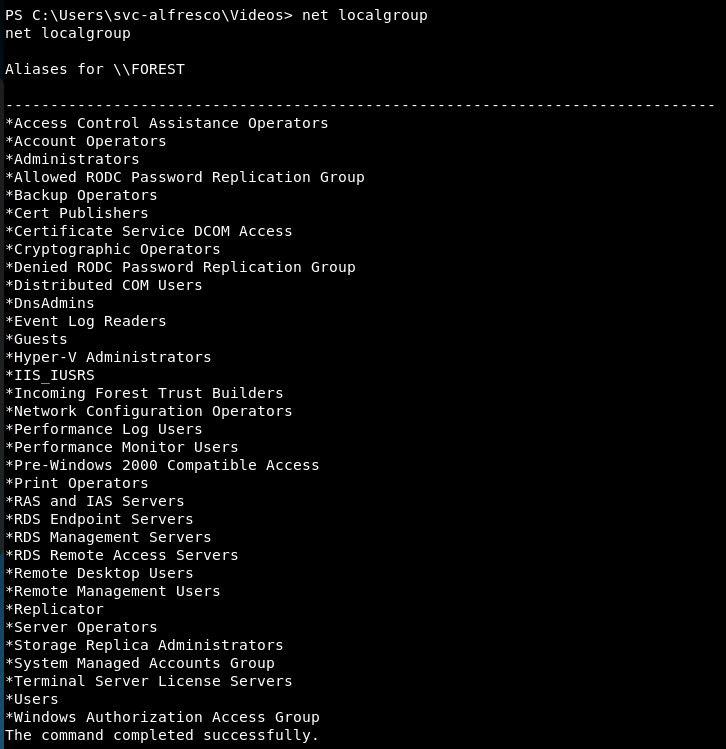 PS C:\Users\svc-alfresco\Videos> net localgroup
net localgroup
Aliases for \\FOREST
-------------------------------------------------------------------------------
*Access Control Assistance Operators
*Account Operators
*Administrators
*Allowed RODC Password Replication Group
*Backup Operators
*Cert Publishers
*Certificate Service DCOM Access
*Cryptographic Operators
*Denied RODC Password Replication Group
*Distributed COM Users
*DnsAdmins
*Event Log Readers
*Guests
*Hyper-V Administrators
*IIS_IUSRS
*Incoming Forest Trust Builders
*Network Configuration Operators
*Performance Log Users
*Performance Monitor Users
*Pre-Windows 2000 Compatible Access
*Print Operators
*RAS and IAS Servers
*RDS Endpoint Servers
*RDS Management Servers
*RDS Remote Access Servers
*Remote Desktop Users
*Remote Management Users
*Replicator
*Server Operators
*Storage Replica Administrators
*System Managed Accounts Group
*Terminal Server License Servers
*Users
*Windows Authorization Access Group
The command completed successfully.